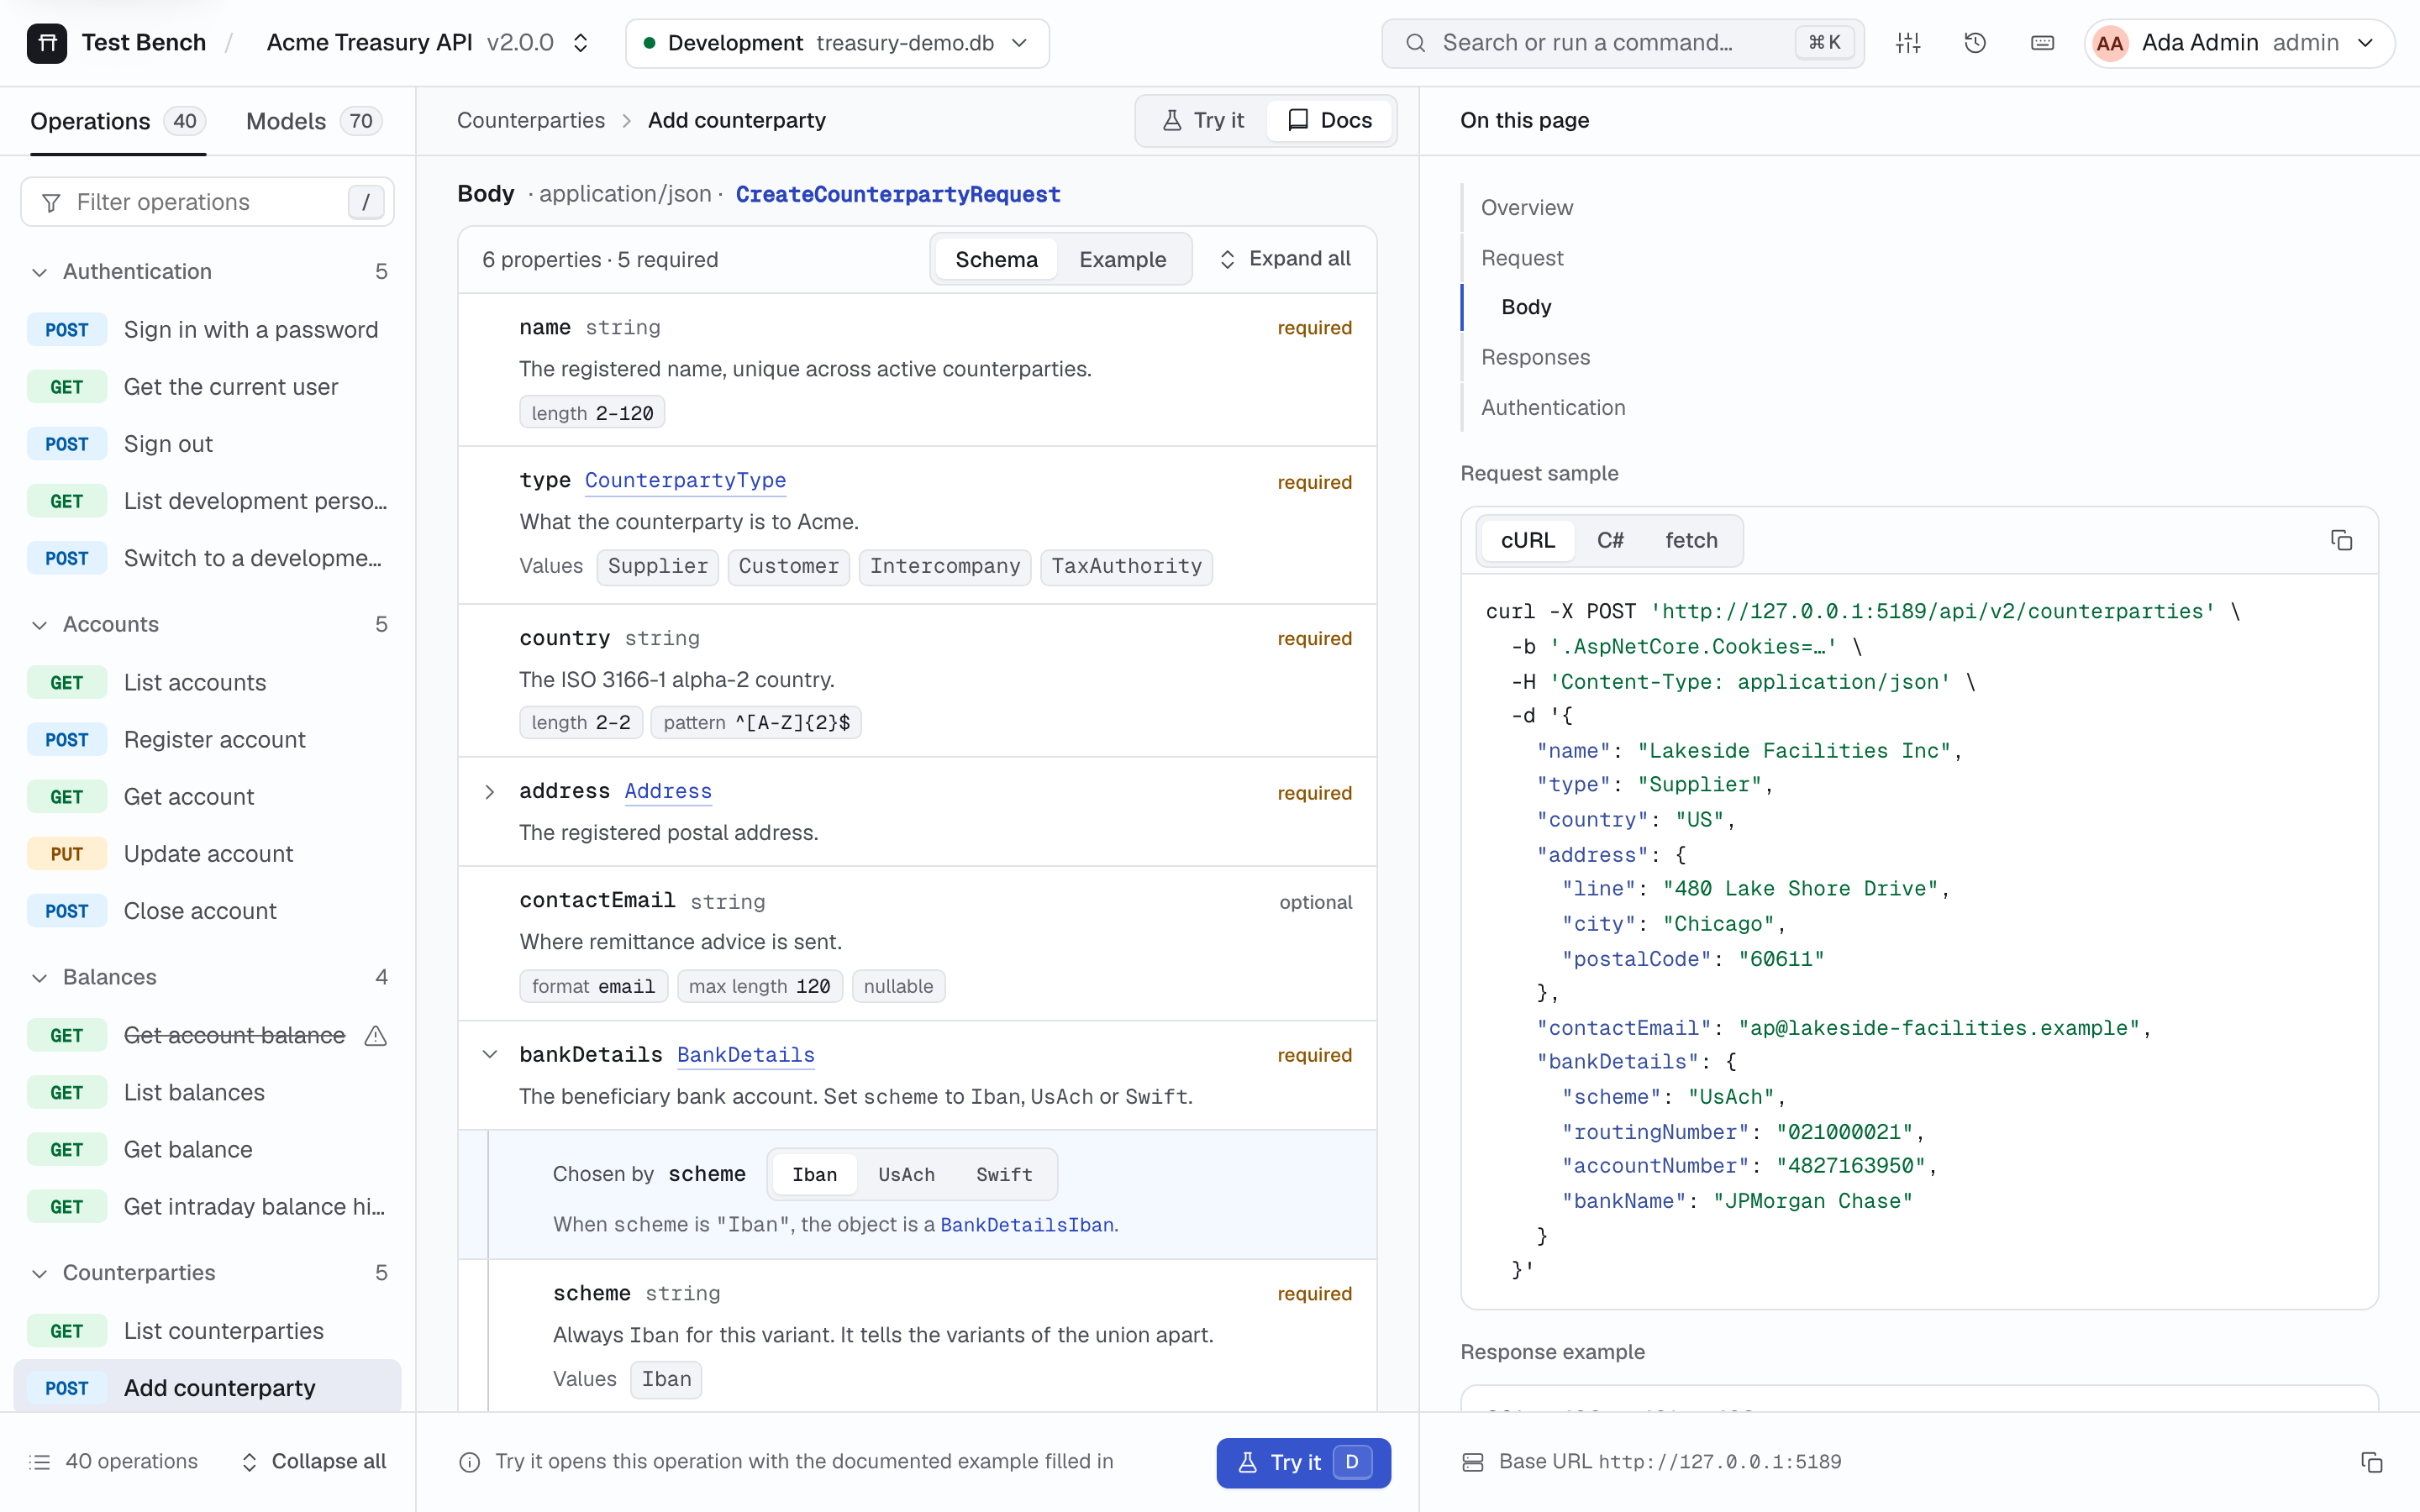 Test Bench / Acme Treasury API v2.0.0
Development treasury-demo.db
Search or run a command... ⌘K
AA Ada Admin admin
Operations 40 Models 70
Filter operations /
Authentication 5
POST Sign in with a password
GET Get the current user
POST Sign out
GET List development perso...
POST Switch to a developme...
Accounts 5
GET List accounts
POST Register account
GET Get account
PUT Update account
POST Close account
Balances 4
GET Get account balance
GET List balances
GET Get balance
GET Get intraday balance hi...
Counterparties 5
GET List counterparties
POST Add counterparty
40 operations Collapse all
Counterparties > Add counterparty
Try it Docs
Body · application/json · CreateCounterpartyRequest
6 properties · 5 required Schema Example Expand all
name string required
The registered name, unique across active counterparties.
length 2-120
type CounterpartyType required
What the counterparty is to Acme.
Values Supplier Customer Intercompany TaxAuthority
country string required
The ISO 3166-1 alpha-2 country.
length 2-2 pattern ^[A-Z]{2}$
address Address required
The registered postal address.
contactEmail string optional
Where remittance advice is sent.
format email max length 120 nullable
bankDetails BankDetails required
The beneficiary bank account. Set scheme to Iban, UsAch or Swift.
Chosen by scheme Iban UsAch Swift
When scheme is "Iban", the object is a BankDetailsIban.
scheme string required
Always Iban for this variant. It tells the variants of the union apart.
Values Iban
Try it opens this operation with the documented example filled in
Try it D
On this page
Overview
Request
Body
Responses
Authentication
Request sample
cURL C# fetch
curl -X POST 'http://127.0.0.1:5189/api/v2/counterparties' \
-b '.AspNetCore.Cookies=…' \
-H 'Content-Type: application/json' \
-d '{
"name": "Lakeside Facilities Inc",
"type": "Supplier",
"country": "US",
"address": {
"line": "480 Lake Shore Drive",
"city": "Chicago",
"postalCode": "60611"
},
"contactEmail": "ap@lakeside-facilities.example",
"bankDetails": {
"scheme": "UsAch",
"routingNumber": "021000021",
"accountNumber": "4827163950",
"bankName": "JPMorgan Chase"
}
}'
Response example
Base URL http://127.0.0.1:5189